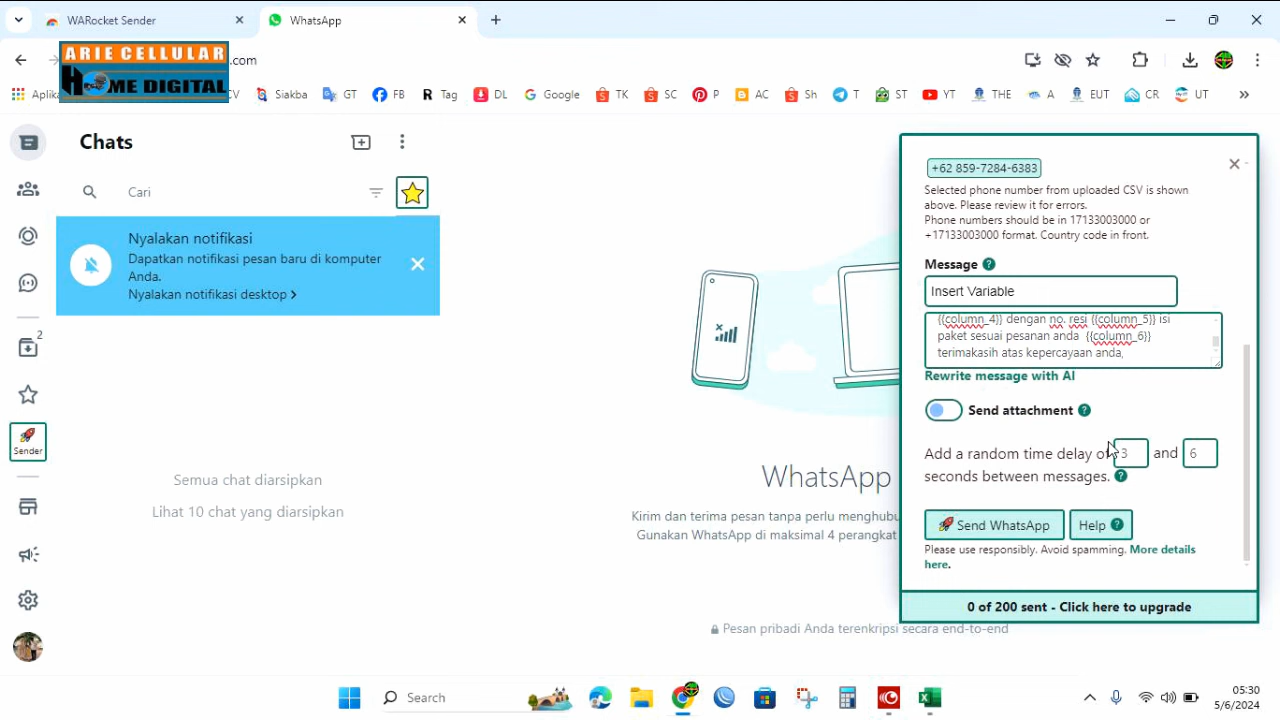 WARocket Sender
WhatsApp
ARIE CELLULAR
HOME DIGITAL
.com
Aplika
CV
Siakba
GT
FB
Tag
DL
Google
TK
SC
P
AC
Sh
T
ST
YT
THE
A
EUT
CR
UT
Chats
Cari
Nyalakan notifikasi
Dapatkan notifikasi pesan baru di komputer
Anda.
Nyalakan notifikasi desktop >
2
Sender
Semua chat diarsipkan
Lihat 10 chat yang diarsipkan
WhatsApp
Kirim dan terima pesan tanpa perlu menghubu
Gunakan WhatsApp di maksimal 4 perangkat
Pesan pribadi Anda terenkripsi secara end-to-end
+62 859-7284-6383
Selected phone number from uploaded CSV is shown
above. Please review it for errors.
Phone numbers should be in 17133003000 or
+17133003000 format. Country code in front.
Message ?
Insert Variable
{{column_4}} dengan no. resi {{column_5}} isi
paket sesuai pesanan anda {{column_6}}
terimakasih atas kepercayaan anda,
Rewrite message with AI
Send attachment ?
Add a random time delay of 3 and 6
seconds between messages. ?
Send WhatsApp
Help ?
Please use responsibly. Avoid spamming. More details
here.
0 of 200 sent - Click here to upgrade
Search
05:30
5/6/2024